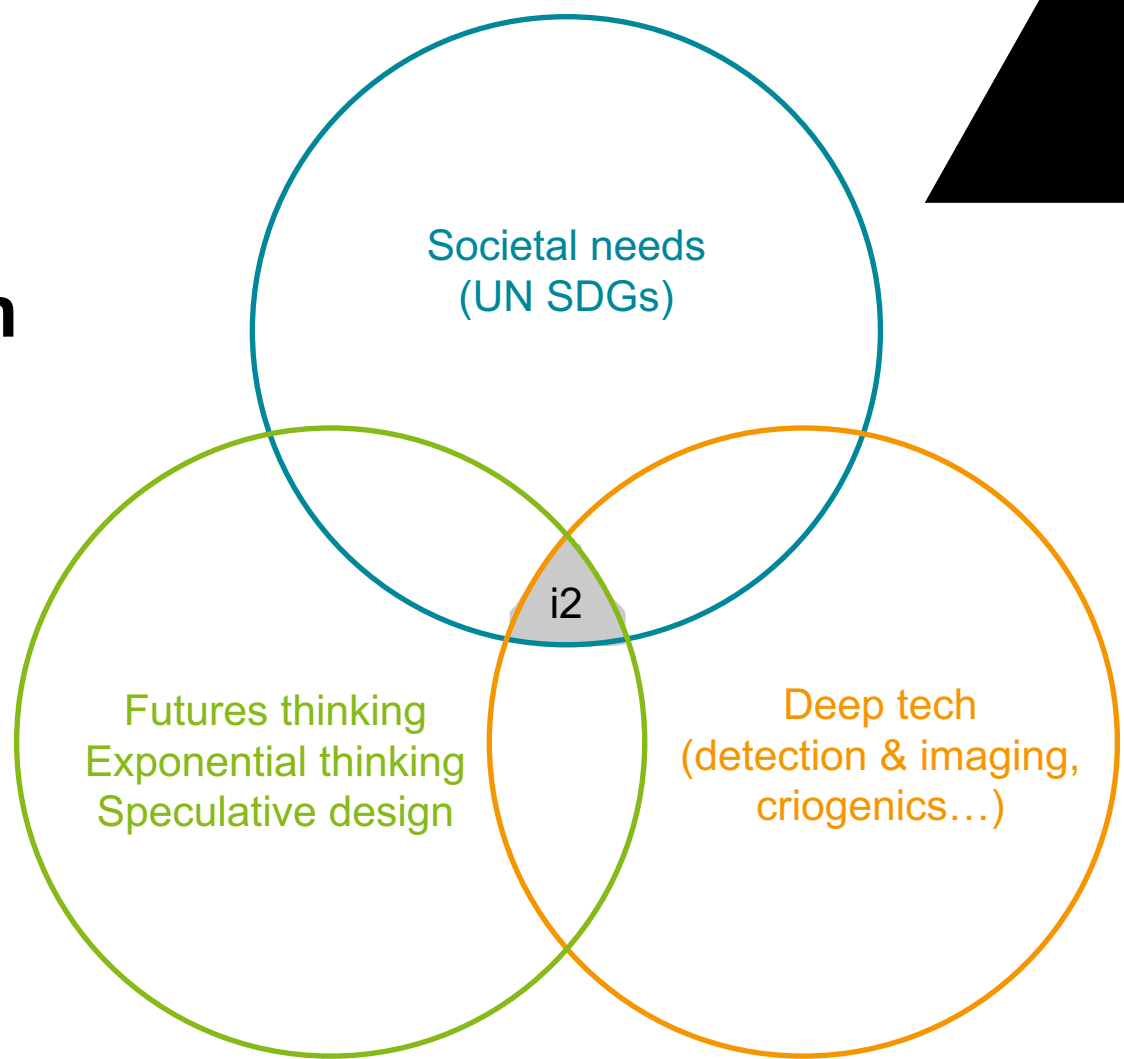 Societal needs
(UN SDGs)
i2
Futures thinking
Exponential thinking
Speculative design
Deep tech
(detection & imaging,
criogenics…)